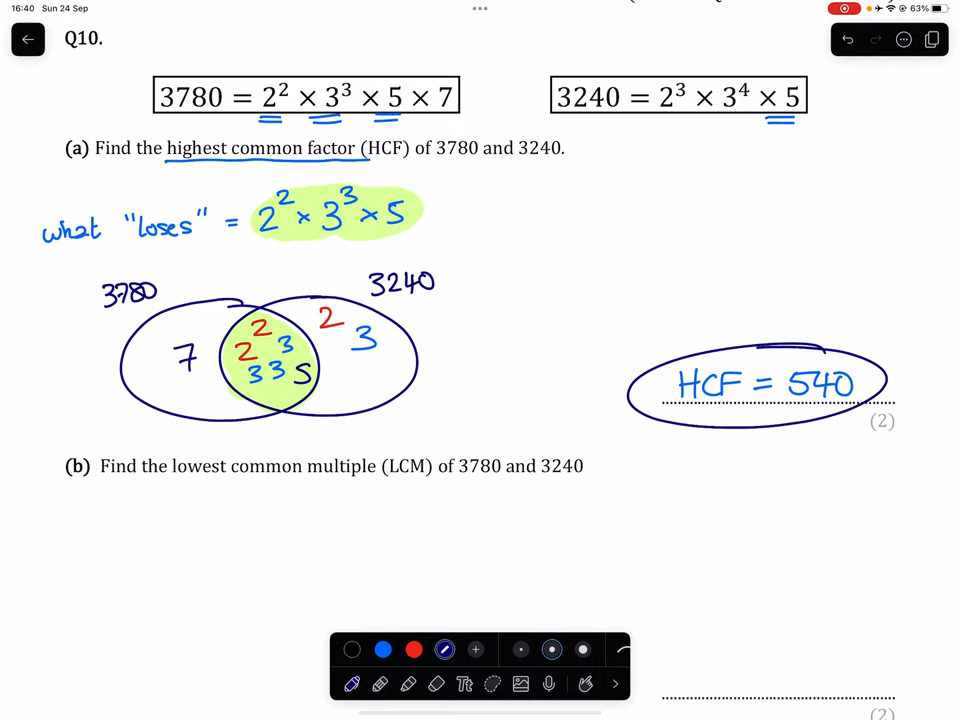 16:40 Sun 24 Sep 63%
Q10.
3780 = 2² × 3³ × 5 × 7
3240 = 2³ × 3⁴ × 5
(a) Find the highest common factor (HCF) of 3780 and 3240.
what "loses" = 2² × 3³ × 5
3780 3240
7 2 2 3 3 3 5 2 3
HCF = 540
(2)
(b) Find the lowest common multiple (LCM) of 3780 and 3240
Tt
(2)